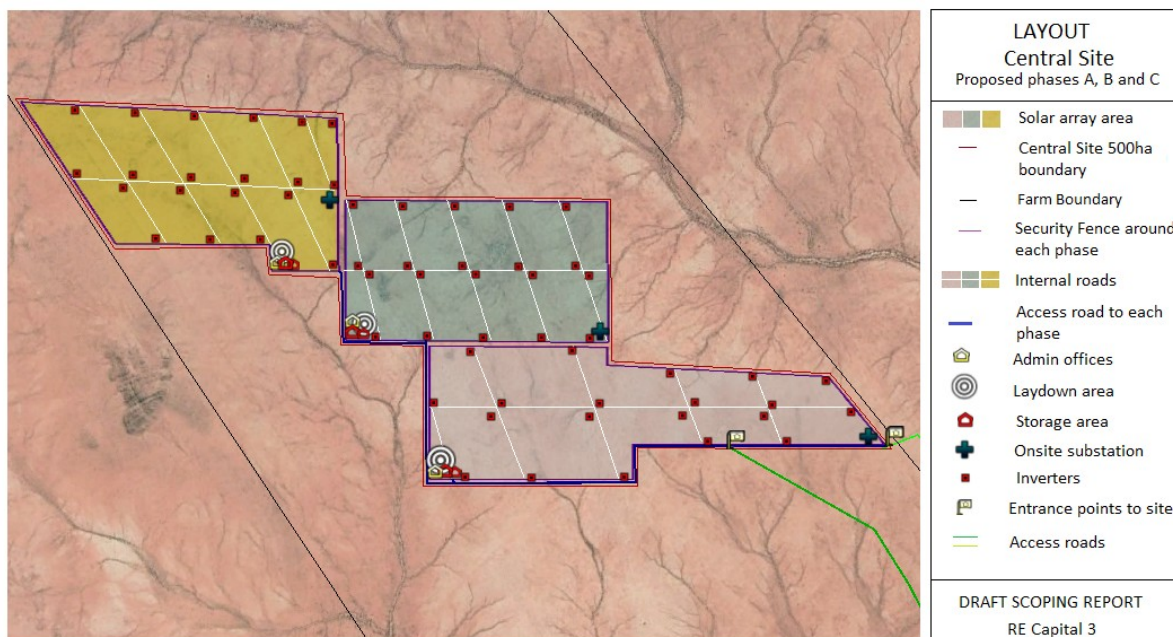 LAYOUT
Central Site
Proposed phases A, B and C
Solar array area
Central Site 500ha
boundary
Farm Boundary
Security Fence around
each phase
Internal roads
Access road to each
phase
Admin offices
Laydown area
Storage area
Onsite substation
Inverters
Entrance points to site
Access roads
DRAFT SCOPING REPORT
RE Capital 3